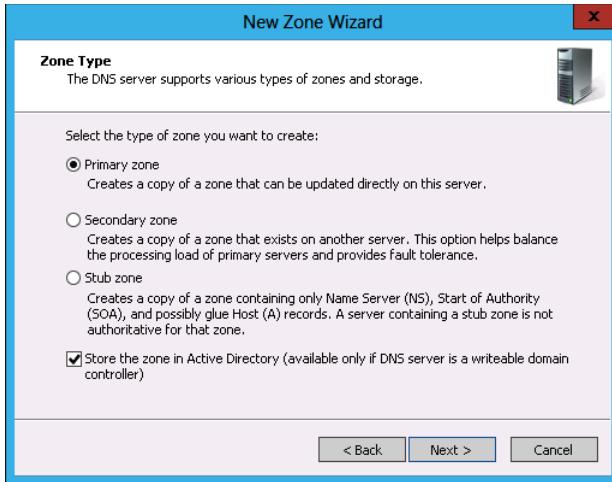 New Zone Wizard
x
Zone Type
The DNS server supports various types of zones and storage.
Select the type of zone you want to create:
Primary zone
Creates a copy of a zone that can be updated directly on this server.
Secondary zone
Creates a copy of a zone that exists on another server. This option helps balance
the processing load of primary servers and provides fault tolerance.
Stub zone
Creates a copy of a zone containing only Name Server (NS), Start of Authority
(SOA), and possibly glue Host (A) records. A server containing a stub zone is not
authoritative for that zone.
Store the zone in Active Directory (available only if DNS server is a writeable domain
controller)
< Back Next > Cancel